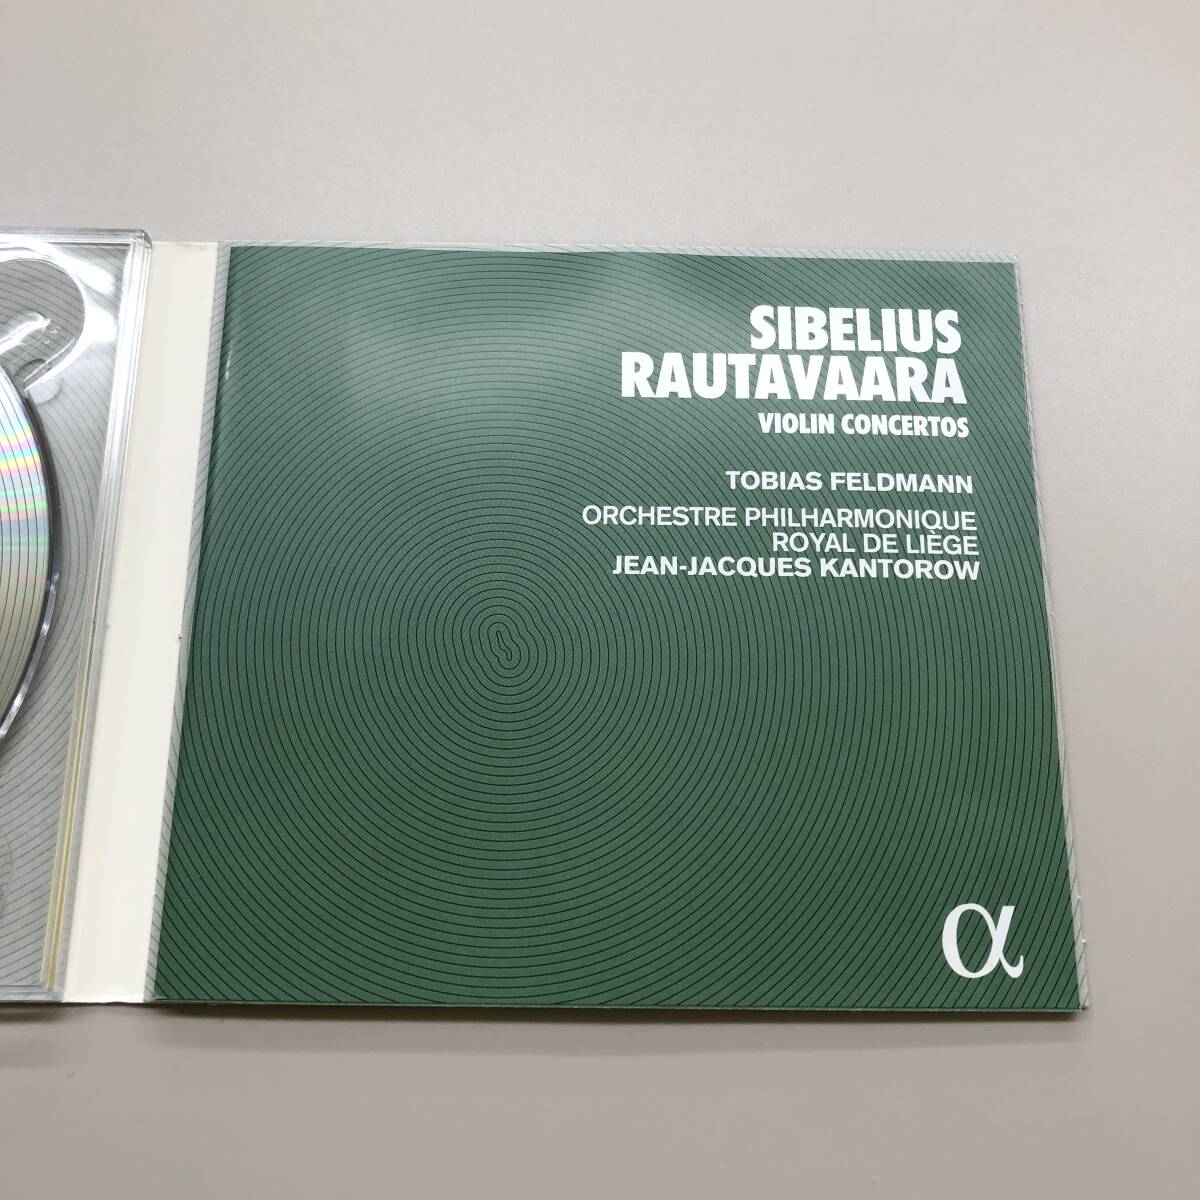 SIBELIUS
RAUTAVAARA
VIOLIN CONCERTOS
TOBIAS FELDMANN
ORCHESTRE PHILHARMONIQUE
ROYAL DE LIÈGE
JEAN-JACQUES KANTOROW
α